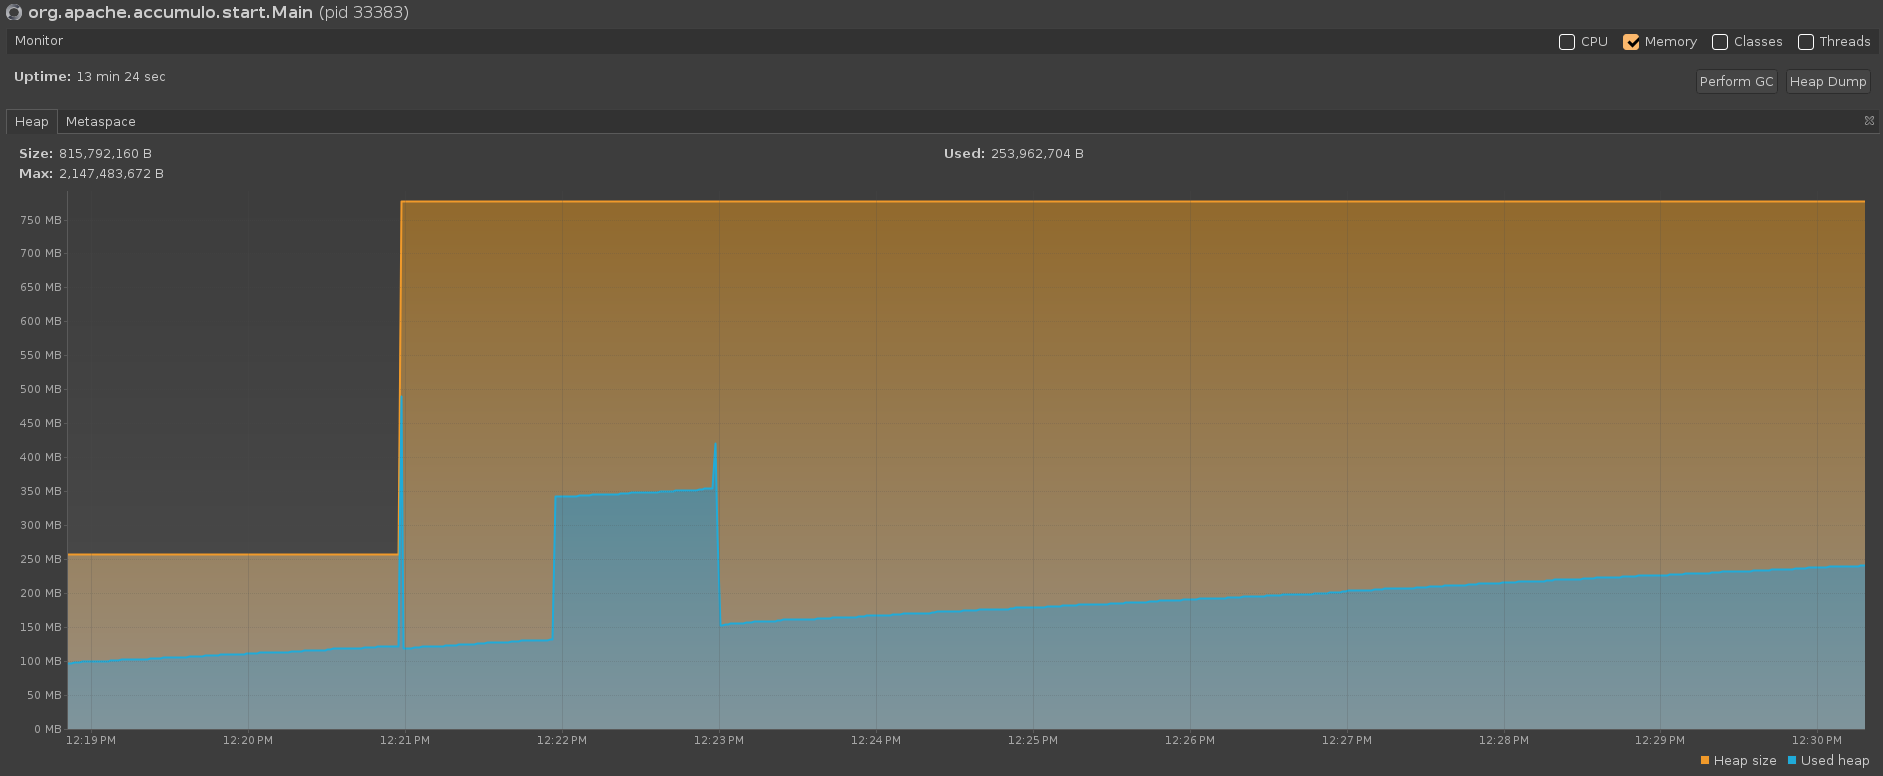 org.apache.accumulo.start.Main (pid 33383)
Monitor
CPU Memory Classes Threads
Uptime: 13 min 24 sec
Perform GC Heap Dump
Heap Metaspace
Size: 815,792,160 B
Used: 253,962,704 B
Max: 2,147,483,672 B
750 MB
700 MB
650 MB
600 MB
550 MB
500 MB
450 MB
400 MB
350 MB
300 MB
250 MB
200 MB
150 MB
100 MB
50 MB
0 MB
12:19 PM 12:20 PM 12:21 PM 12:22 PM 12:23 PM 12:24 PM 12:25 PM 12:26 PM 12:27 PM 12:28 PM 12:29 PM 12:30 PM
Heap size Used heap